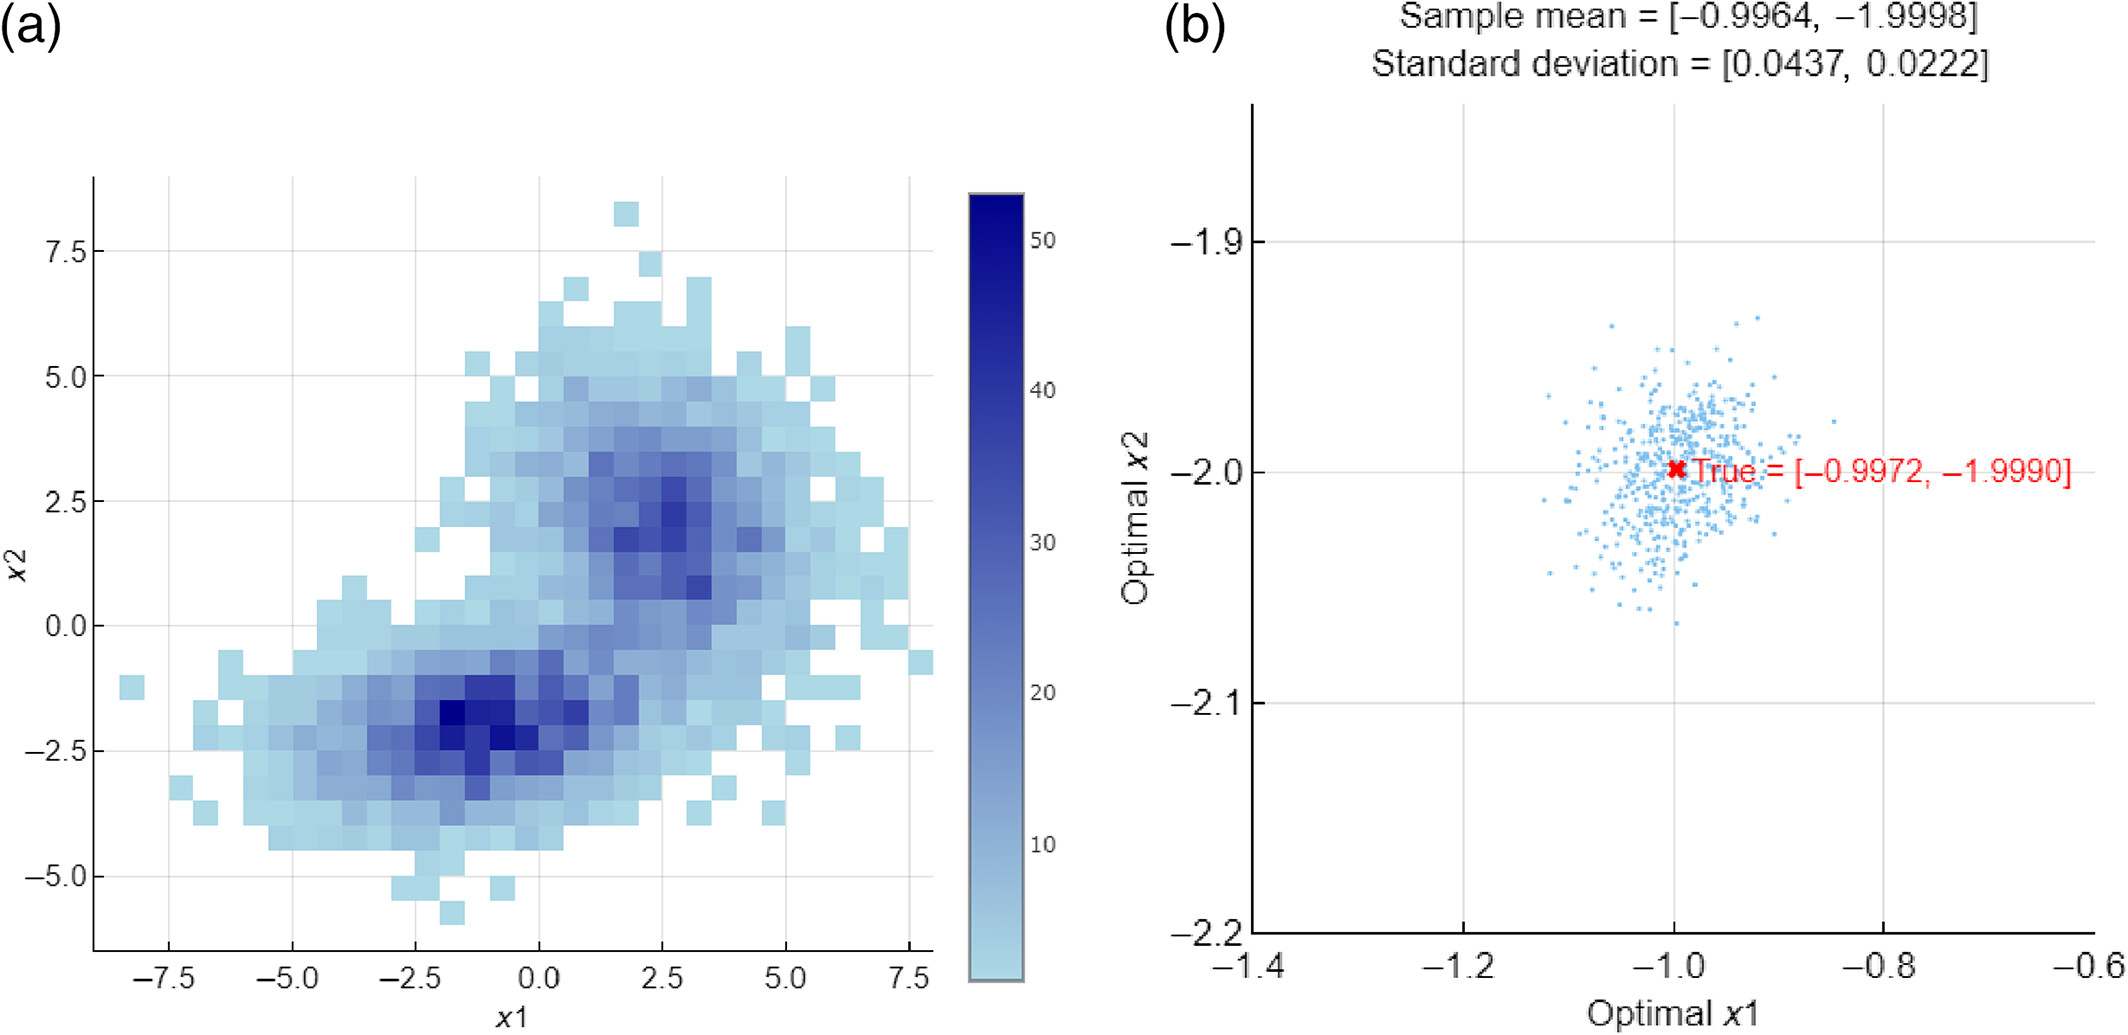 (a)
7.5
5.0
2.5
0.0
−2.5
−5.0
x2
−7.5 −5.0 −2.5 0.0 2.5 5.0 7.5
x1
50
40
30
20
10
(b)
Sample mean = [−0.9964, −1.9998]
Standard deviation = [0.0437, 0.0222]
−1.9
−2.0
−2.1
−2.2
Optimal x2
True = [−0.9972, −1.9990]
−1.4 −1.2 −1.0 −0.8 −0.6
Optimal x1